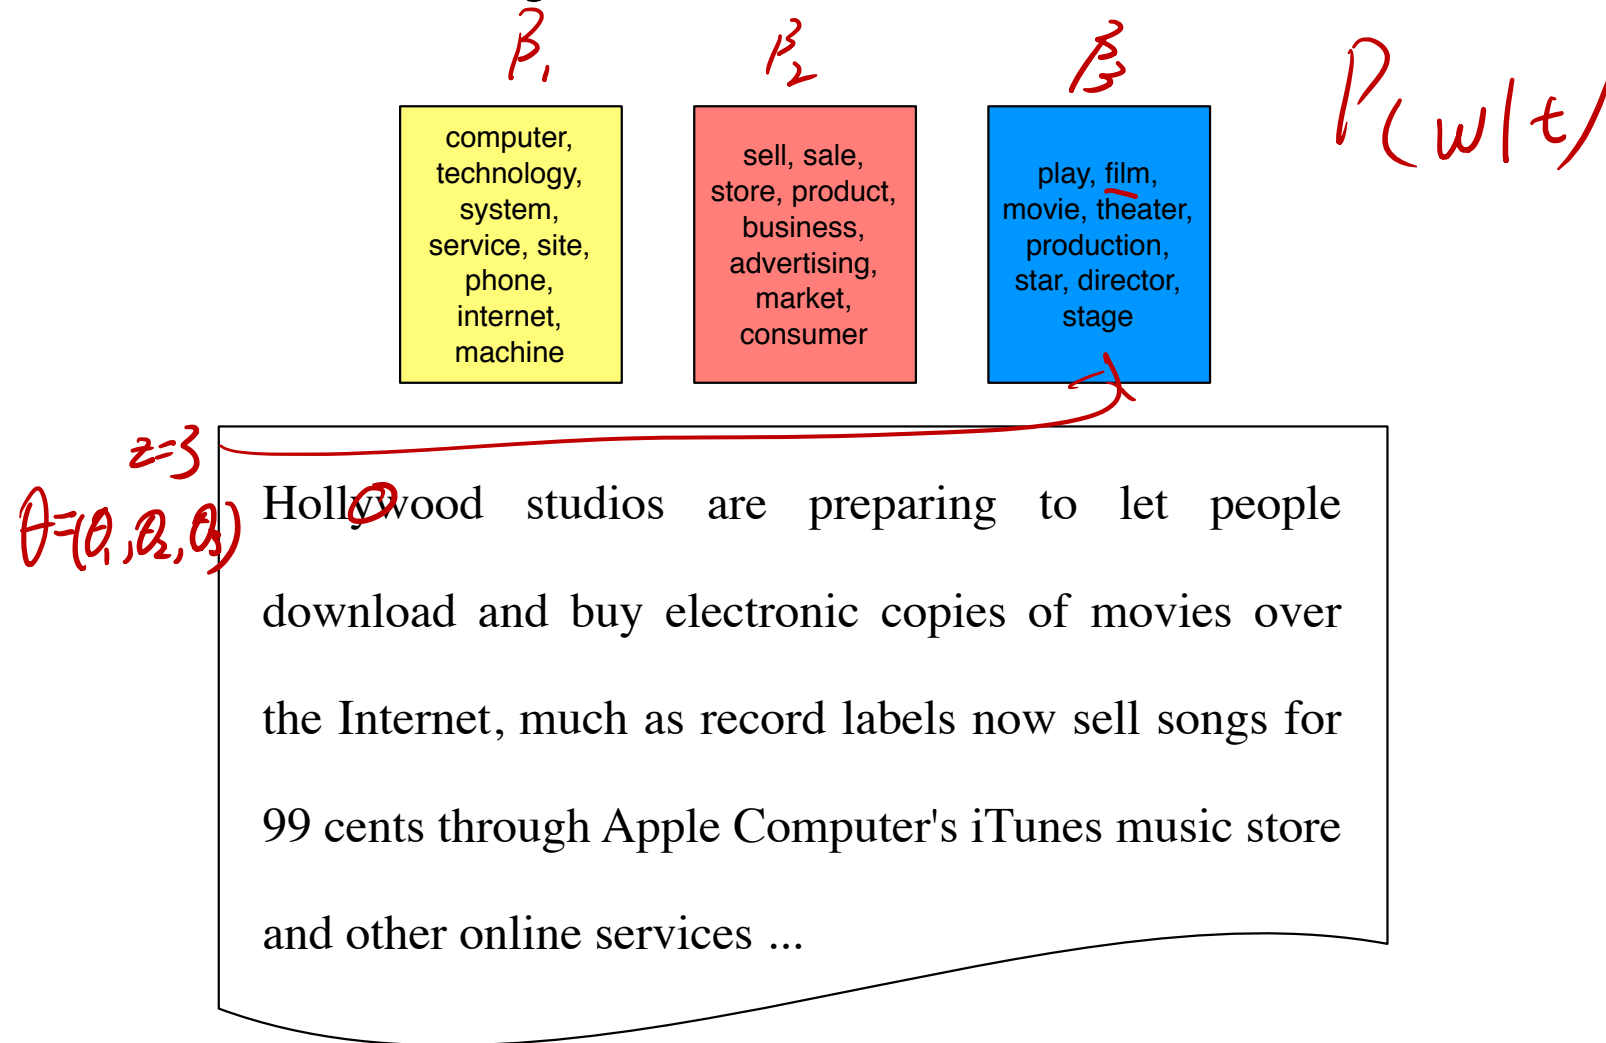 β₁ β₂ β₃
P(w|t)
computer,
technology,
system,
service, site,
phone,
internet,
machine
sell, sale,
store, product,
business,
advertising,
market,
consumer
play, film,
movie, theater,
production,
star, director,
stage
z=3
θ=(θ₁,θ₂,θ₃)
Hollywood studios are preparing to let people
download and buy electronic copies of movies over
the Internet, much as record labels now sell songs for
99 cents through Apple Computer's iTunes music store
and other online services ...